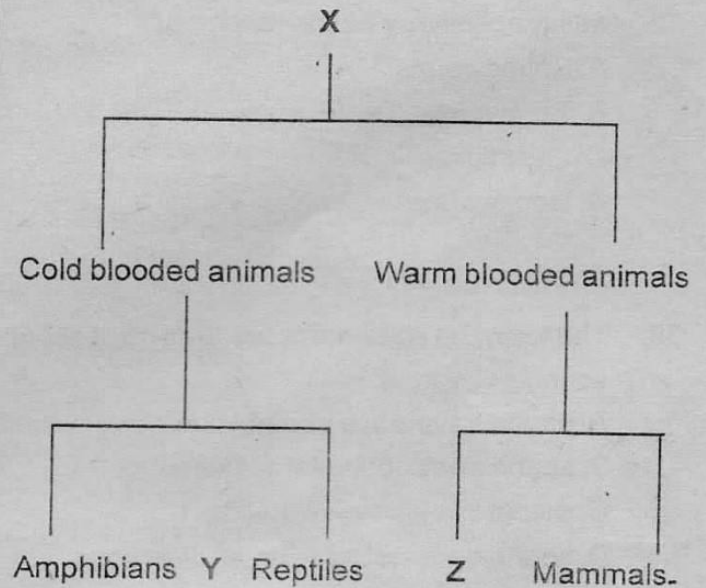 X
Cold blooded animals Warm blooded animals
Amphibians Y Reptiles Z Mammals.